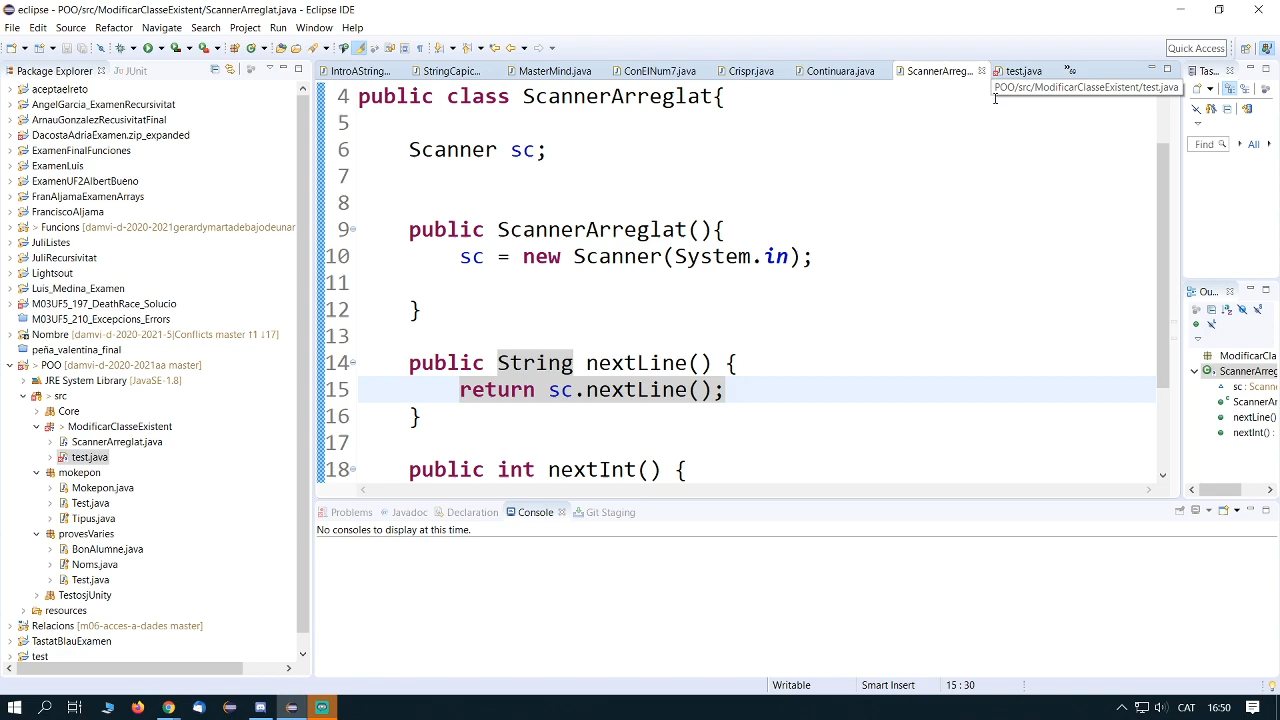 eclipse - POO/src/ModificarClasseExistent/ScannerArreglat.java - Eclipse IDE
File Edit Source Refactor Navigate Search Project Run Window Help
Quick Access
Package Explorer JUnit
IntroAString... StringCapic... MasterMind.java ConEINum7.java Crispr.java Continuara.java ScannerArreg... test.java Tas...
POO/src/ModificarClasseExistent/test.java
aceptaelreto
AngelGarcia_ExamenRecursivitat
ArnauGonzalezRecusivitatFinal
DacostaAdriaExamen.zip_expanded
ExamenFinalFunciones
ExamenLuis
ExamenUF2AlbertBueno
FranAljamaExamenArrays
FranciscoAljama
> Funcions [damvi-d-2020-2021gerardymartadebajodeunar
JuliListes
JuliRecursivitat
Lightsout
Luis_Medina_Examen
M03UF5_197_DeathRace_Solucio
M03UF5_210_Excepcions_Errors
> Nombre [damvi-d-2020-2021-5|Conflicts master ↑1 ↓17]
peña_valentina_final
> POO [damvi-d-2020-2021aa master]
JRE System Library [JavaSE-1.8]
> src
Core
> ModificarClasseExistent
ScannerArreglat.java
test.java
mokepon
Mokepon.java
Test.java
Tipus.java
provesVaries
BonAlumne.java
Noms.java
Test.java
TestosjUnity
resources
Relacions [m06-acces-a-dades master]
TastatBlauExamen
test
4 public class ScannerArreglat{
5
6 Scanner sc;
7
8
9 public ScannerArreglat(){
10 sc = new Scanner(System.in);
11
12 }
13
14 public String nextLine() {
15 return sc.nextLine();
16 }
17
18 public int nextInt() {
Find All
Ou...
ModificarCla
ScannerArreg
sc : Scann
ScannerAr
nextLine()
nextInt() :
Problems Javadoc Declaration Console Git Staging
No consoles to display at this time.
Writable Smart Insert 15 : 30
CAT 16:50